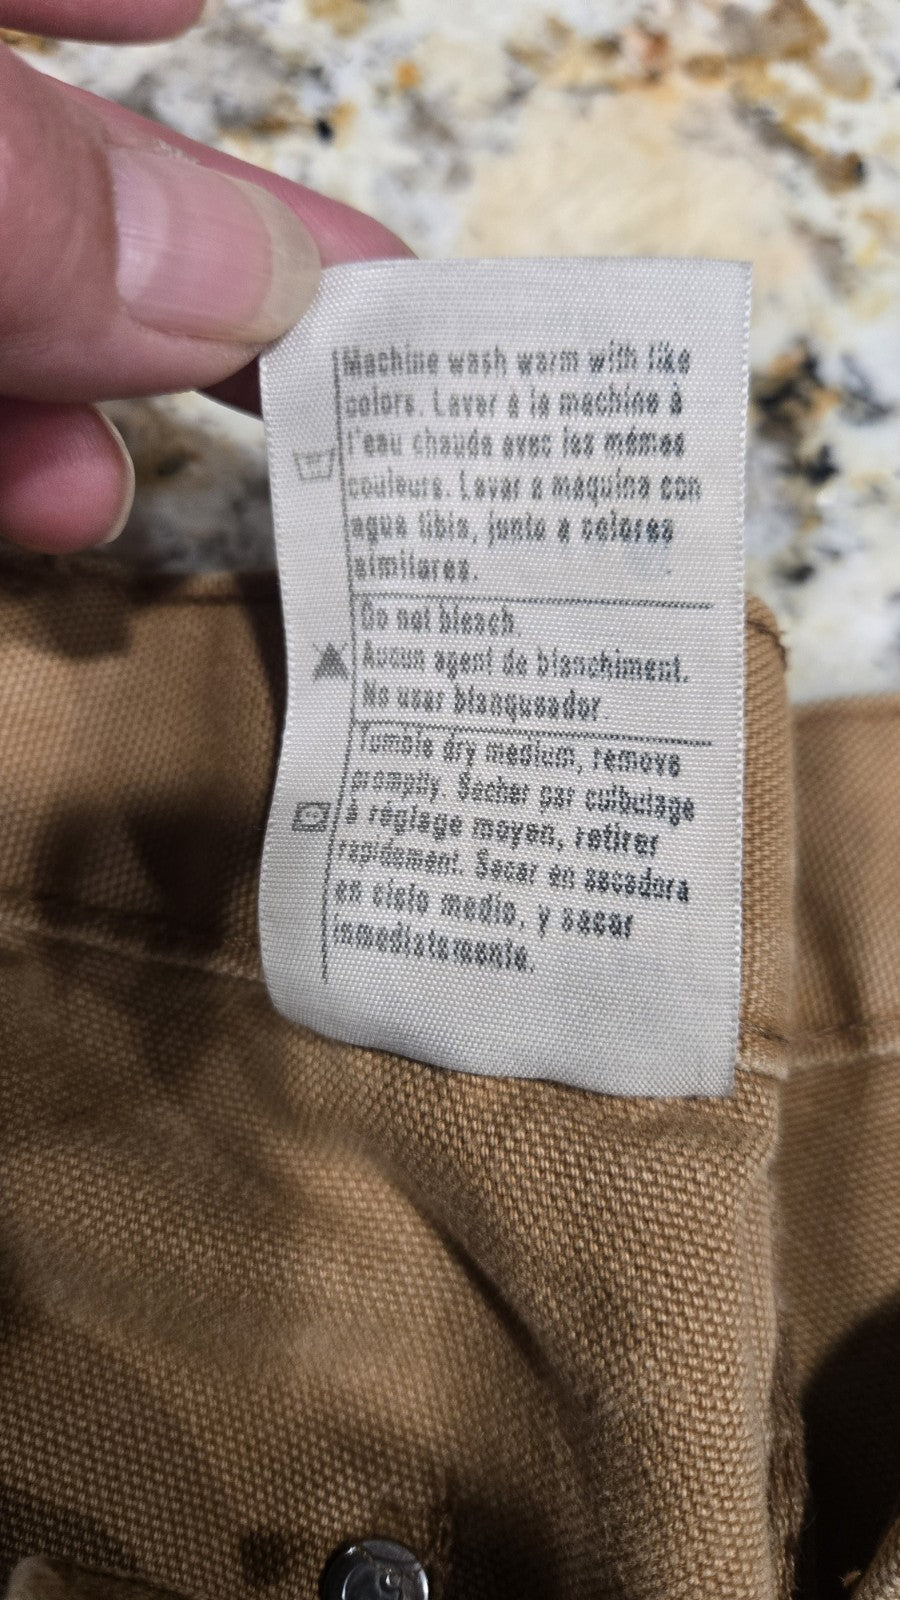 Machine wash warm with like
colors. Laver à la machine à
l'eau chaude avec les mêmes
couleurs. Lavar a máquina con
agua tibia, junto a colores
similares.
Do not bleach.
Aucun agent de blanchiment.
No usar blanqueador.
Tumble dry medium, remove
promptly. Sécher par culbutage
à réglage moyen, retirer
rapidement. Secar en secadora
en ciclo medio, y sacar
inmediatamente.